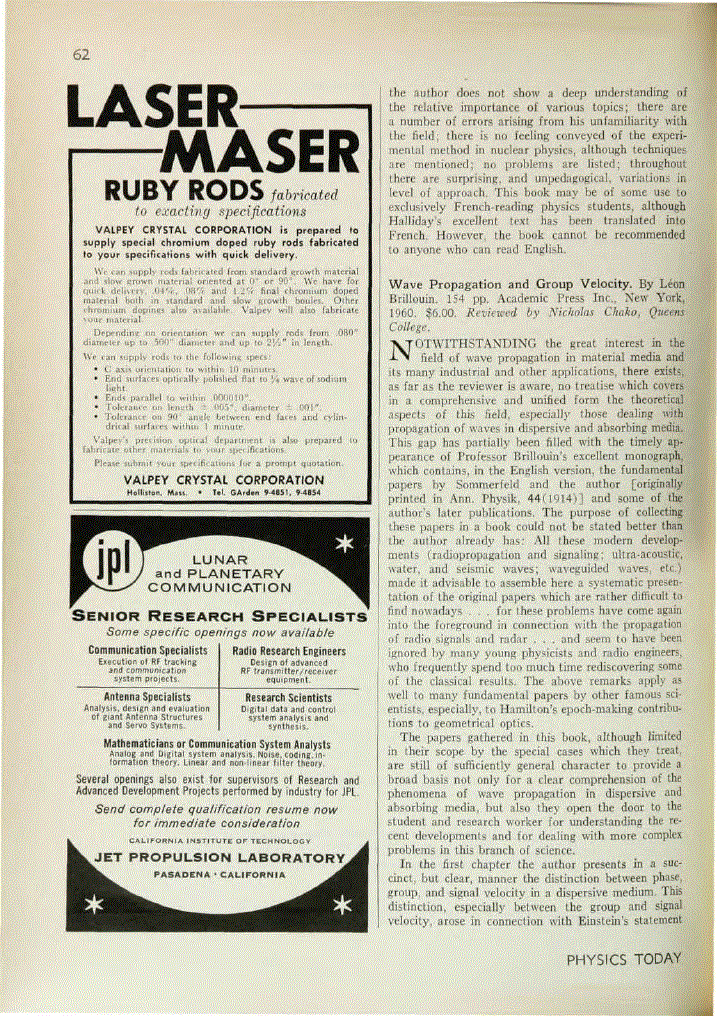 62
LASER
MASER
RUBY RODS fabricated
to exacting specifications
VALPEY CRYSTAL CORPORATION is prepared to
supply special chromium doped ruby rods fabricated
to your specifications with quick delivery.
We can supply rods fabricated from standard growth material
and slow grown material oriented at 0° or 90°. We have for
quick delivery, .04%, .08% and 1.2% final chromium doped
material both in standard and slow growth boules. Other
chromium dopings also available. Valpey will also fabricate
your material.
Depending on orientation we can supply rods from .080"
diameter up to .500" diameter and up to 2½" in length.
We can supply rods to the following specs:
• C axis orientation to within 10 minutes.
• End surfaces optically polished flat to ¼ wave of sodium
light.
• Ends parallel to within .000010".
• Tolerance on length ± .005", diameter ± .001".
• Tolerance on 90° angle between end faces and cylin-
drical surfaces within 1 minute.
Valpey's precision optical department is also prepared to
fabricate other materials to your specifications.
Please submit your specifications for a prompt quotation.
VALPEY CRYSTAL CORPORATION
Holliston, Mass. • Tel. GArden 9-4851, 9-4854
jpl
LUNAR
and PLANETARY
COMMUNICATION
SENIOR RESEARCH SPECIALISTS
Some specific openings now available
Communication Specialists
Execution of RF tracking
and communication
system projects.
Radio Research Engineers
Design of advanced
RF transmitter/receiver
equipment.
Antenna Specialists
Analysis, design and evaluation
of giant Antenna Structures
and Servo Systems.
Research Scientists
Digital data and control
system analysis and
synthesis.
Mathematicians or Communication System Analysts
Analog and Digital system analysis. Noise, coding, in-
formation theory. Linear and non-linear filter theory.
Several openings also exist for supervisors of Research and
Advanced Development Projects performed by industry for JPL.
Send complete qualification resume now
for immediate consideration
CALIFORNIA INSTITUTE OF TECHNOLOGY
JET PROPULSION LABORATORY
PASADENA • CALIFORNIA
the author does not show a deep understanding of
the relative importance of various topics; there are
a number of errors arising from his unfamiliarity with
the field; there is no feeling conveyed of the experi-
mental method in nuclear physics, although techniques
are mentioned; no problems are listed; throughout
there are surprising, and unpedagogical, variations in
level of approach. This book may be of some use to
exclusively French-reading physics students, although
Halliday's excellent text has been translated into
French. However, the book cannot be recommended
to anyone who can read English.
Wave Propagation and Group Velocity. By Léon
Brillouin. 154 pp. Academic Press Inc., New York,
1960. $6.00. Reviewed by Nicholas Chako, Queens
College.
NOTWITHSTANDING the great interest in the
field of wave propagation in material media and
its many industrial and other applications, there exists,
as far as the reviewer is aware, no treatise which covers
in a comprehensive and unified form the theoretical
aspects of this field, especially those dealing with
propagation of waves in dispersive and absorbing media.
This gap has partially been filled with the timely ap-
pearance of Professor Brillouin's excellent monograph,
which contains, in the English version, the fundamental
papers by Sommerfeld and the author [originally
printed in Ann. Physik, 44(1914)] and some of the
author's later publications. The purpose of collecting
these papers in a book could not be stated better than
the author already has: All these modern develop-
ments (radiopropagation and signaling; ultra-acoustic,
water, and seismic waves; waveguided waves, etc.)
made it advisable to assemble here a systematic presen-
tation of the original papers which are rather difficult to
find nowadays . . . for these problems have come again
into the foreground in connection with the propagation
of radio signals and radar . . . and seem to have been
ignored by many young physicists and radio engineers,
who frequently spend too much time rediscovering some
of the classical results. The above remarks apply as
well to many fundamental papers by other famous sci-
entists, especially, to Hamilton's epoch-making contribu-
tions to geometrical optics.
The papers gathered in this book, although limited
in their scope by the special cases which they treat,
are still of sufficiently general character to provide a
broad basis not only for a clear comprehension of the
phenomena of wave propagation in dispersive and
absorbing media, but also they open the door to the
student and research worker for understanding the re-
cent developments and for dealing with more complex
problems in this branch of science.
In the first chapter the author presents in a suc-
cinct, but clear, manner the distinction between phase,
group, and signal velocity in a dispersive medium. This
distinction, especially between the group and signal
velocity, arose in connection with Einstein's statement
PHYSICS TODAY